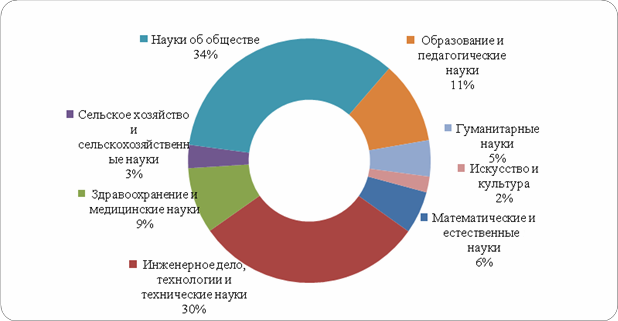 Науки об обществе
34%
Образование и
педагогические
науки
11%
Гуманитарные
науки
5%
Искусство и
культура
2%
Математические и
естественные
науки
6%
Инженерное дело,
технологии и
технические науки
30%
Здравоохранение и
медицинские науки
9%
Сельское хозяйство
и
сельскохозяйственн
ые науки
3%